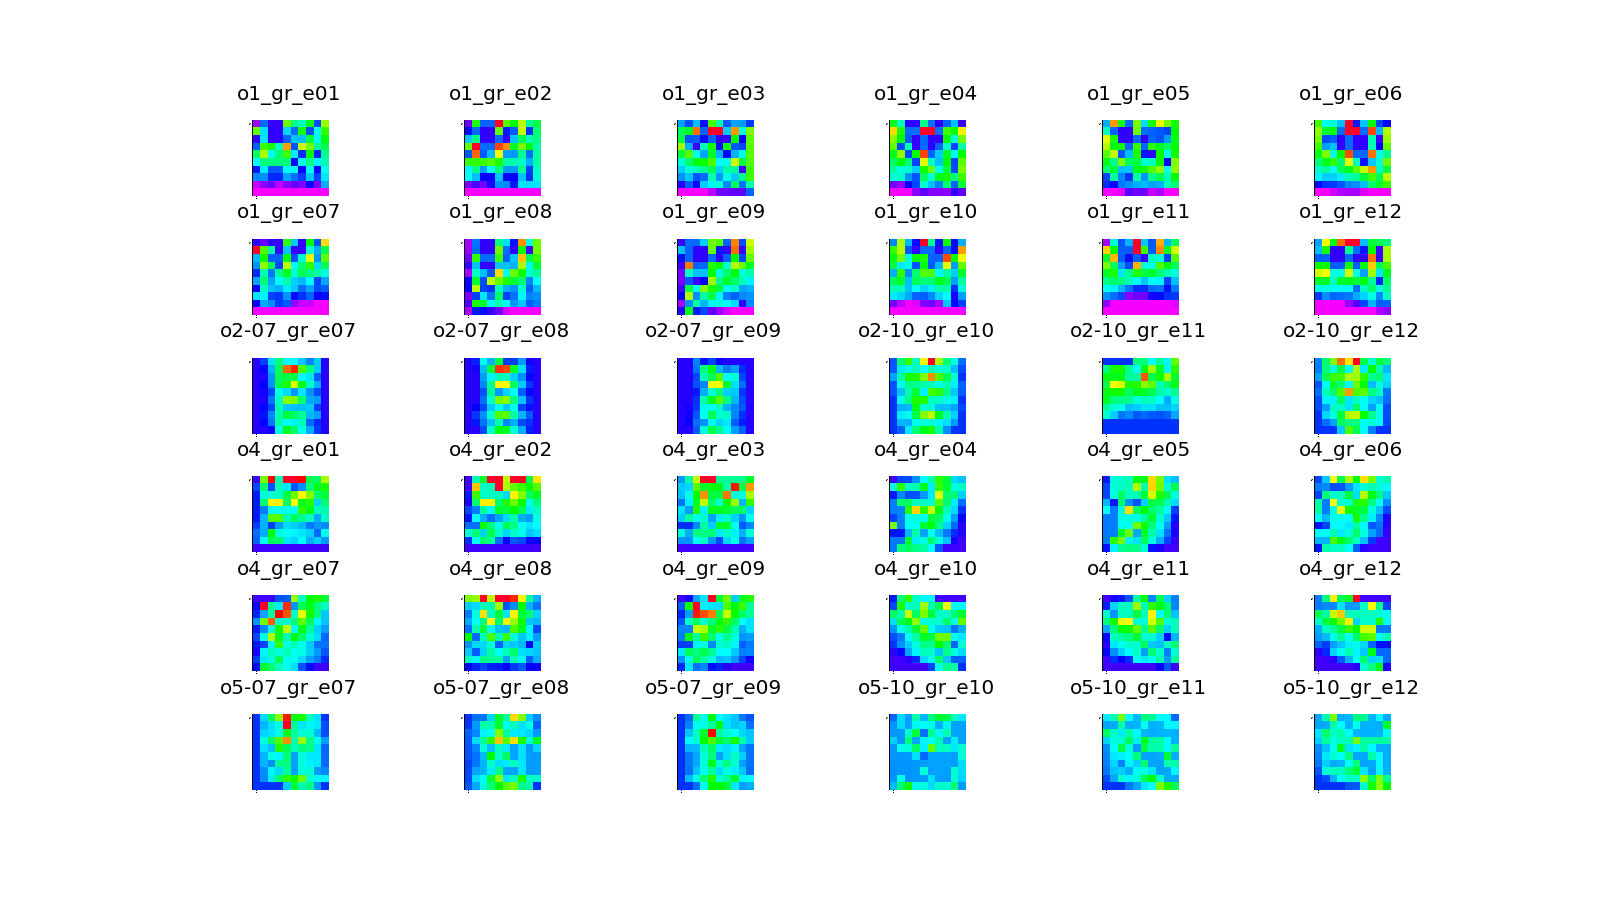 o1_gr_e01 o1_gr_e02 o1_gr_e03 o1_gr_e04 o1_gr_e05 o1_gr_e06
o1_gr_e07 o1_gr_e08 o1_gr_e09 o1_gr_e10 o1_gr_e11 o1_gr_e12
o2-07_gr_e07 o2-07_gr_e08 o2-07_gr_e09 o2-10_gr_e10 o2-10_gr_e11 o2-10_gr_e12
o4_gr_e01 o4_gr_e02 o4_gr_e03 o4_gr_e04 o4_gr_e05 o4_gr_e06
o4_gr_e07 o4_gr_e08 o4_gr_e09 o4_gr_e10 o4_gr_e11 o4_gr_e12
o5-07_gr_e07 o5-07_gr_e08 o5-07_gr_e09 o5-10_gr_e10 o5-10_gr_e11 o5-10_gr_e12